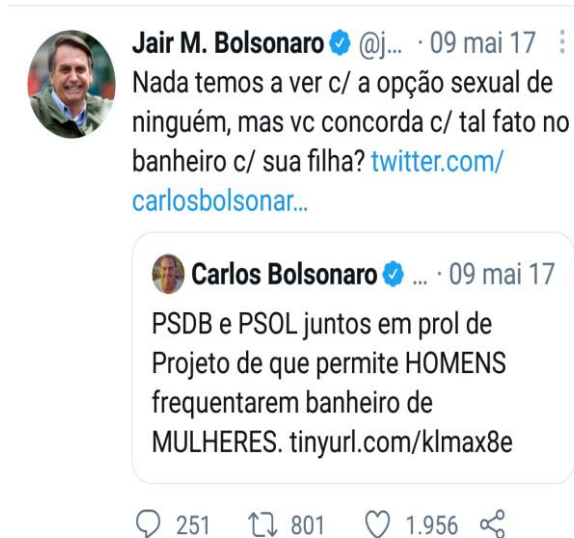 Jair M. Bolsonaro @j... · 09 mai 17
Nada temos a ver c/ a opção sexual de
ninguém, mas vc concorda c/ tal fato no
banheiro c/ sua filha? twitter.com/
carlosbolsonar...
Carlos Bolsonaro ... · 09 mai 17
PSDB e PSOL juntos em prol de
Projeto de que permite HOMENS
frequentarem banheiro de
MULHERES. tinyurl.com/klmax8e
251 801 1.956